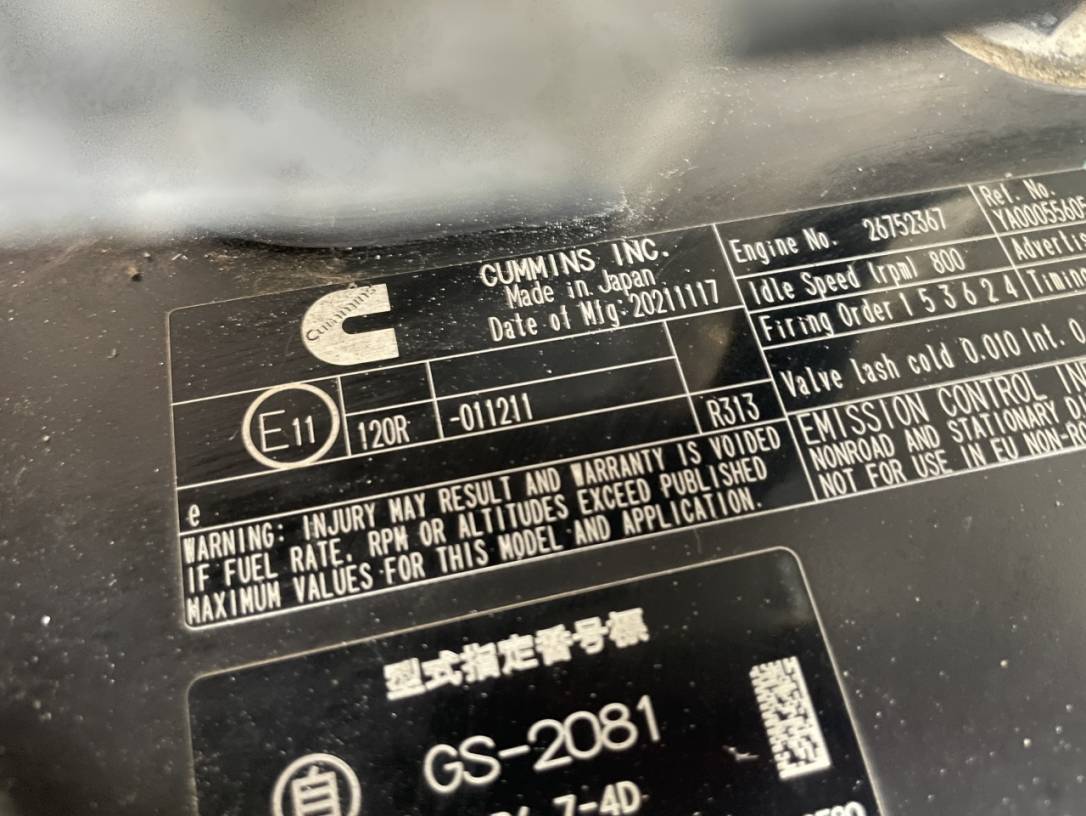 Cummins
CUMMINS INC.
Made in Japan
Date of Mfg:20211117
E11 120R -011211 R313
e
WARNING: INJURY MAY RESULT AND WARRANTY IS VOIDED
IF FUEL RATE, RPM OR ALTITUDES EXCEED PUBLISHED
MAXIMUM VALUES FOR THIS MODEL AND APPLICATION.
Engine No. 26752367
Idle Speed (rpm) 800
Firing Order 1 5 3 6 2 4
Valve lash cold 0.010 Int. 0.
EMISSION CONTROL
NONROAD AND STATIONARY
NOT FOR USE IN EU
Ref. No.
YA0005560
型式指定番号標
自
GS-2081
7-4D